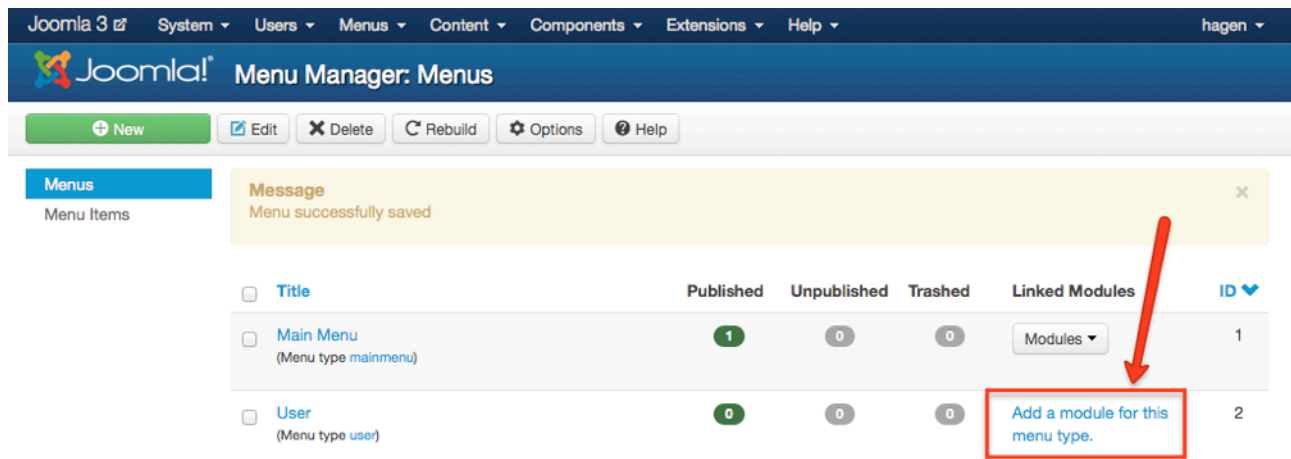 Joomla 3 System Users Menus Content Components Extensions Help hagen
Joomla!® Menu Manager: Menus
New Edit Delete Rebuild Options Help
Menus
Menu Items
Message ×
Menu successfully saved
Title Published Unpublished Trashed Linked Modules ID
Main Menu 1 0 0 Modules 1
(Menu type mainmenu)
User 0 0 0 Add a module for this 2
(Menu type user) menu type.